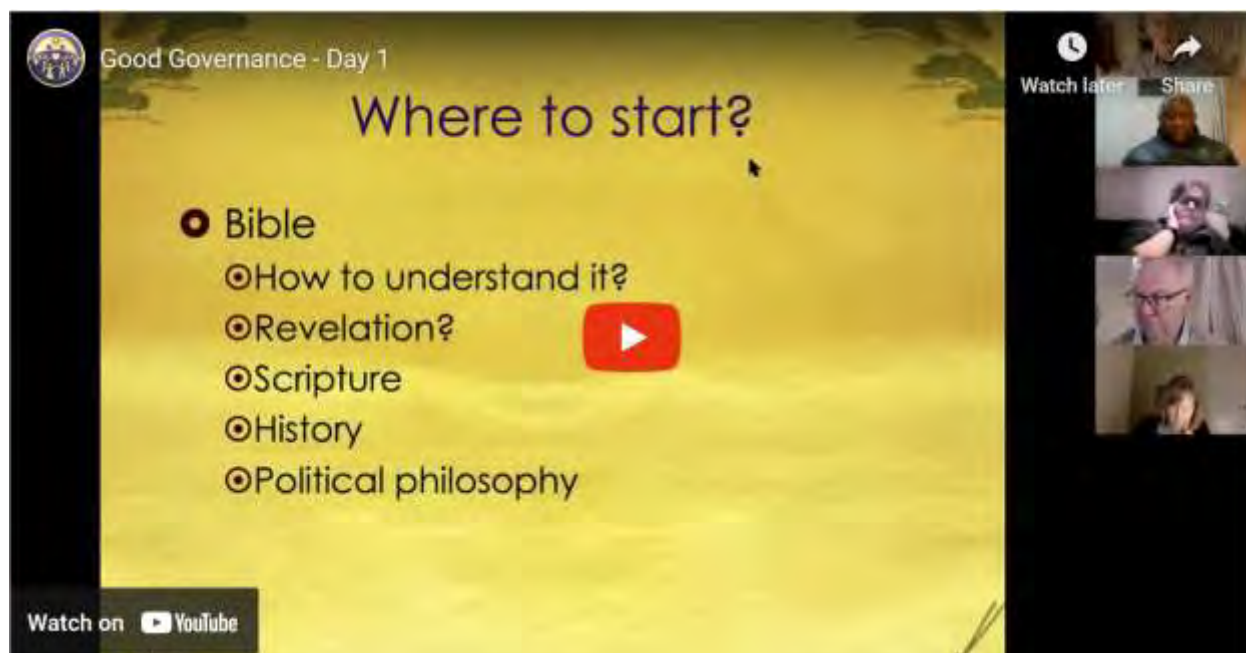 Good Governance - Day 1
Watch later
Share
Where to start?
Bible
How to understand it?
Revelation?
Scripture
History
Political philosophy
Watch on YouTube